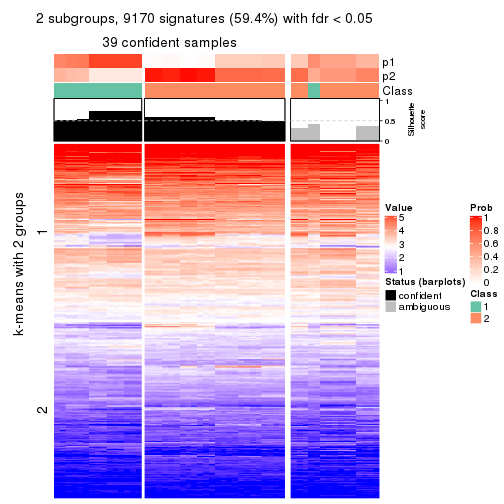 2 subgroups, 9170 signatures (59.4%) with fdr < 0.05
39 confident samples
p1
p2
Class
1
0.5
0
Silhouette
score
k-means with 2 groups
1
2
Value
5
4
3
2
1
Status (barplots)
confident
ambiguous
Prob
1
0.8
0.6
0.4
0.2
0
Class
1
2